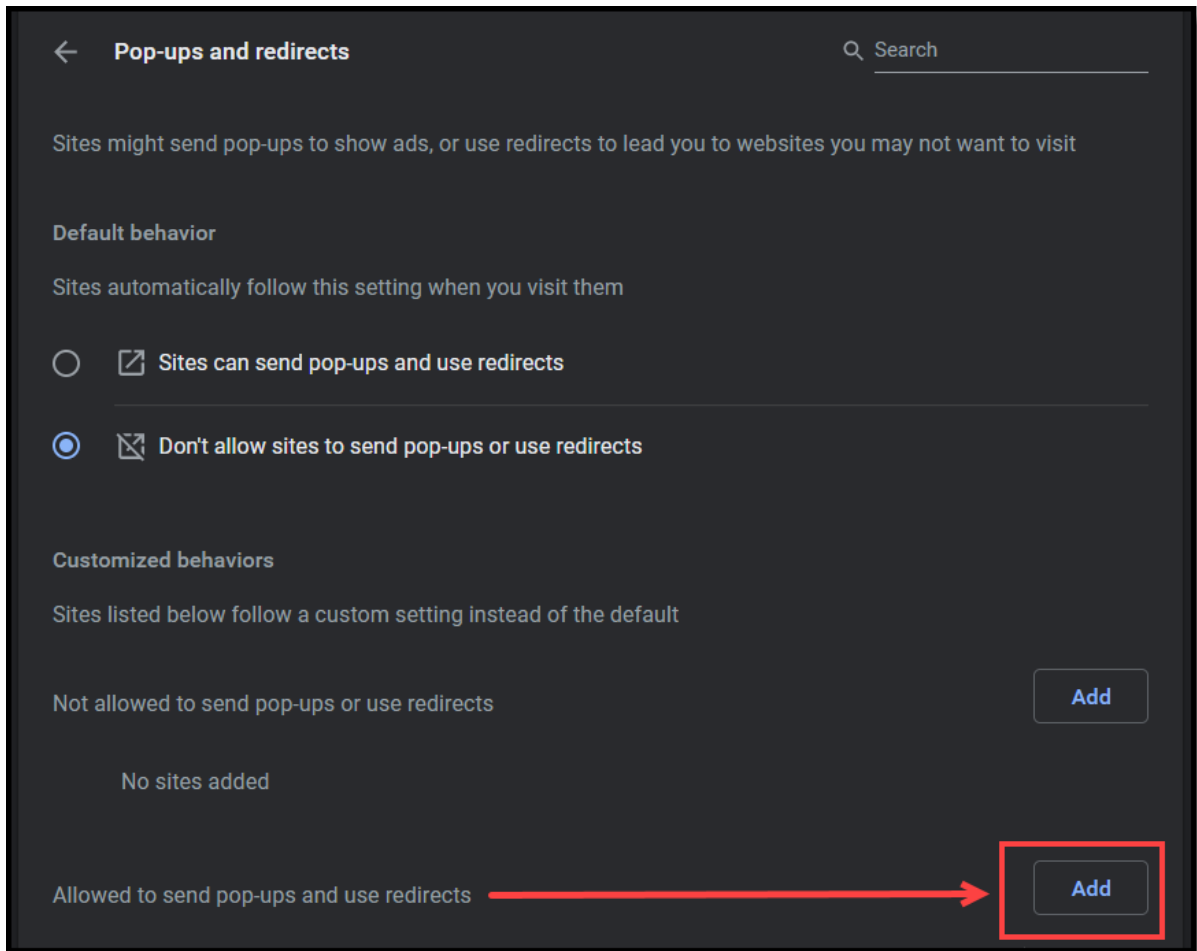 Pop-ups and redirects
Search
Sites might send pop-ups to show ads, or use redirects to lead you to websites you may not want to visit
Default behavior
Sites automatically follow this setting when you visit them
Sites can send pop-ups and use redirects
Don't allow sites to send pop-ups or use redirects
Customized behaviors
Sites listed below follow a custom setting instead of the default
Not allowed to send pop-ups or use redirects
Add
No sites added
Allowed to send pop-ups and use redirects
Add